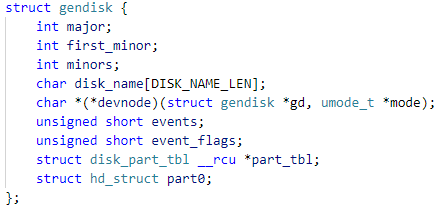 struct gendisk {
int major;
int first_minor;
int minors;
char disk_name[DISK_NAME_LEN];
char *(*devnode)(struct gendisk *gd, umode_t *mode);
unsigned short events;
unsigned short event_flags;
struct disk_part_tbl __rcu *part_tbl;
struct hd_struct part0;
};